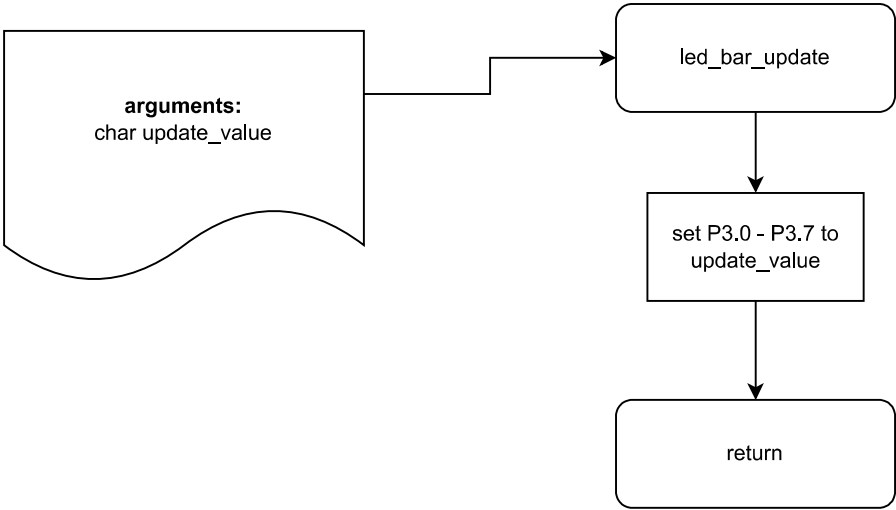 arguments:
char update_value
led_bar_update
set P3.0 - P3.7 to
update_value
return